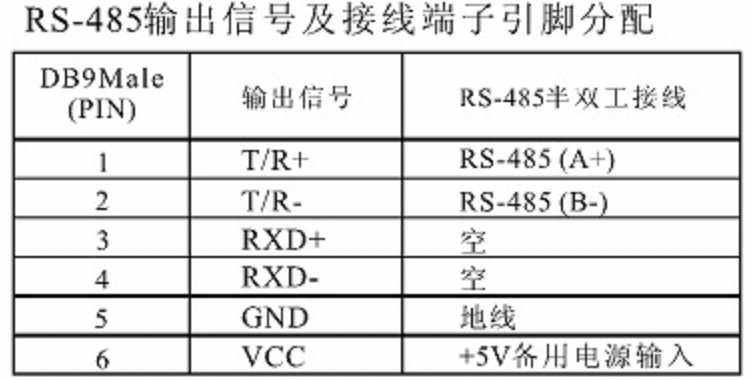 RS-485输出信号及接线端子引脚分配
DB9Male (PIN) 输出信号 RS-485半双工接线
1 T/R+ RS-485 (A+)
2 T/R- RS-485 (B-)
3 RXD+ 空
4 RXD- 空
5 GND 地线
6 VCC +5V备用电源输入